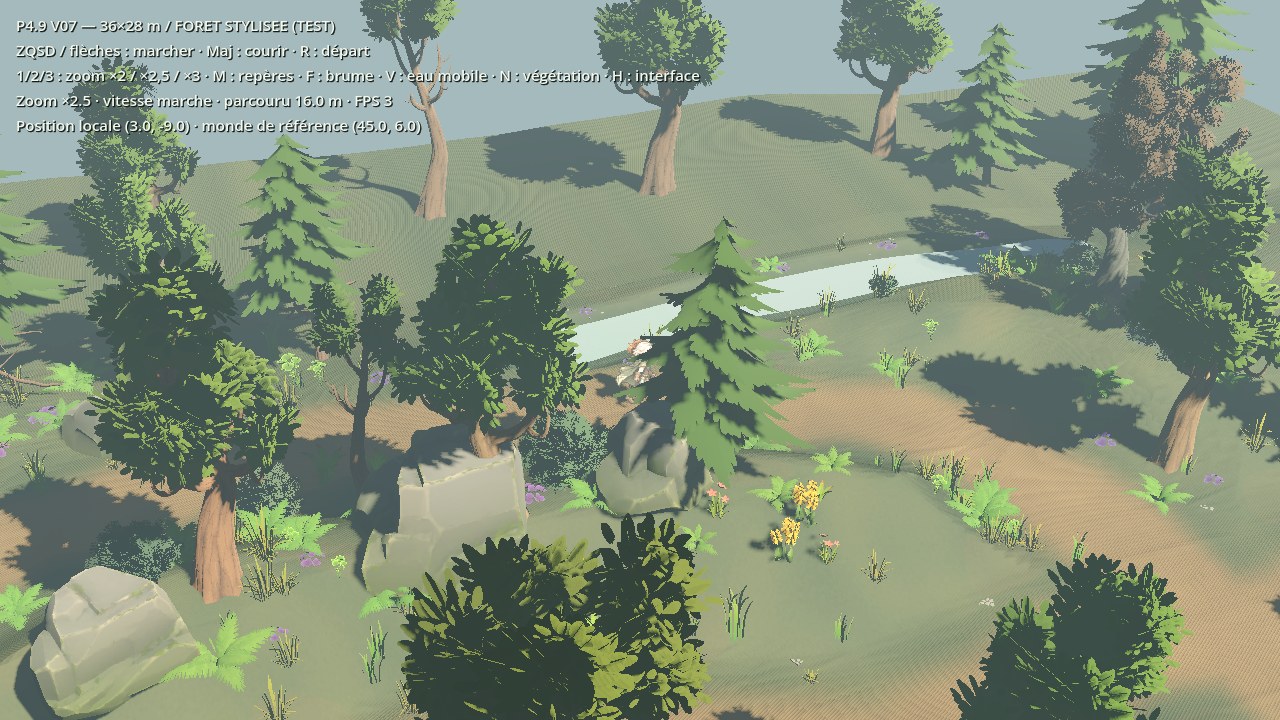 P4.9 V07 — 36×28 m / FORET STYLISEE (TEST)
ZQSD / flèches : marcher · Maj : courir · R : départ
1/2/3 : zoom ×2 / ×2,5 / ×3 · M : repères · F : brume · V : eau mobile · N : végétation · H : interface
Zoom ×2.5 · vitesse marche · parcouru 16.0 m · FPS 3
Position locale (3.0, -9.0) · monde de référence (45.0, 6.0)